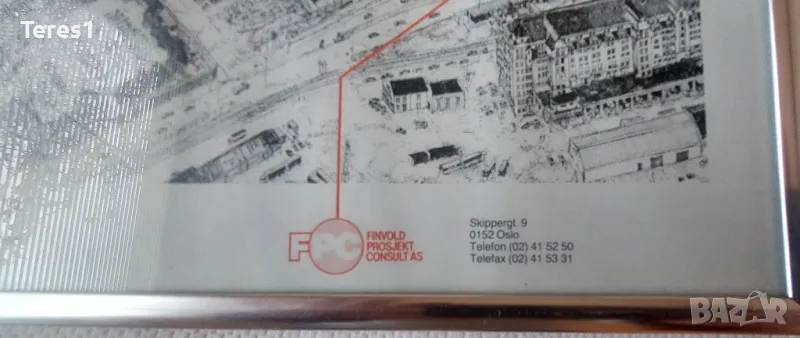 Teres1
FPC
FINVOLD
PROSJEKT
CONSULT AS
Skippergt. 9
0152 Oslo
Telefon (02) 41 52 50
Telefax (02) 41 53 31
BAZAR